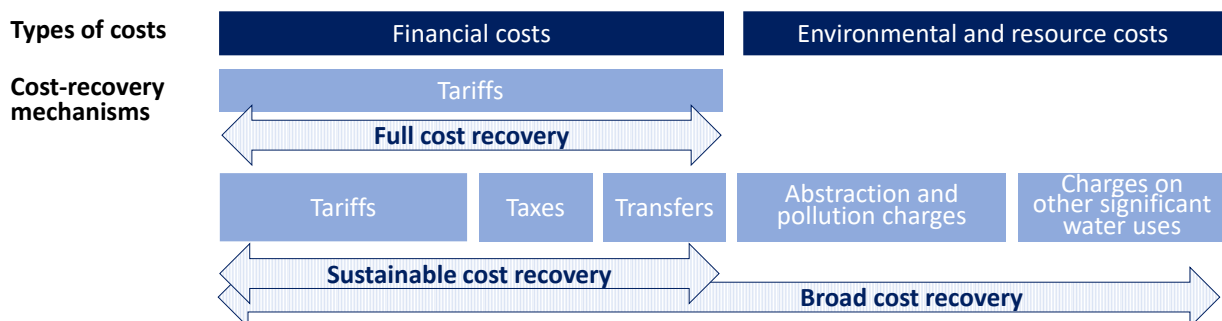 Types of costs
Financial costs
Environmental and resource costs
Cost-recovery
mechanisms
Tariffs
Full cost recovery
Tariffs
Taxes
Transfers
Abstraction and
pollution charges
Charges on
other significant
water uses
Sustainable cost recovery
Broad cost recovery